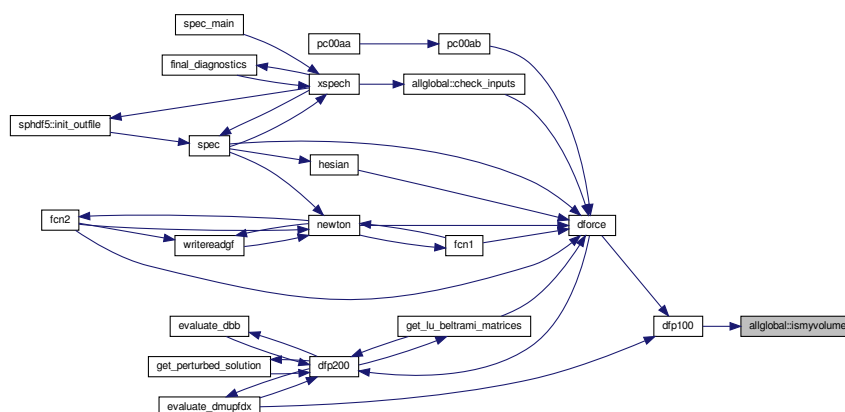 spec_main
pc00aa
pc00ab
final_diagnostics
xspech
allglobal::check_inputs
sphdf5::init_outfile
spec
hesian
fcn2
newton
dforce
writereadgf
fcn1
evaluate_dbb
get_lu_beltrami_matrices
dfp100
allglobal::ismyvolume
get_perturbed_solution
dfp200
evaluate_dmupfdx